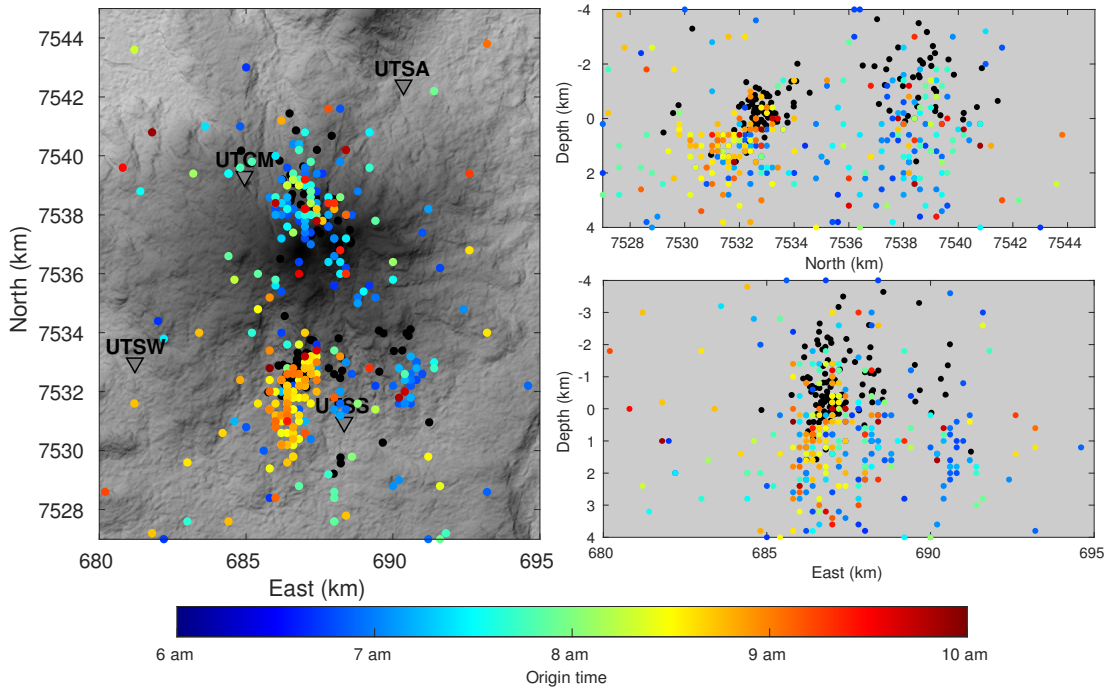 7544
7542
7540
7538
7536
7534
7532
7530
7528
North (km)
UTSA
UTCM
UTSW
UTSS
680
685
690
695
East (km)
-4
-2
0
2
4
Depth (km)
7528
7530
7532
7534
7536
7538
7540
7542
7544
North (km)
-4
-3
-2
-1
0
1
2
3
4
Depth (km)
680
685
690
695
East (km)
6 am
7 am
8 am
9 am
10 am
Origin time